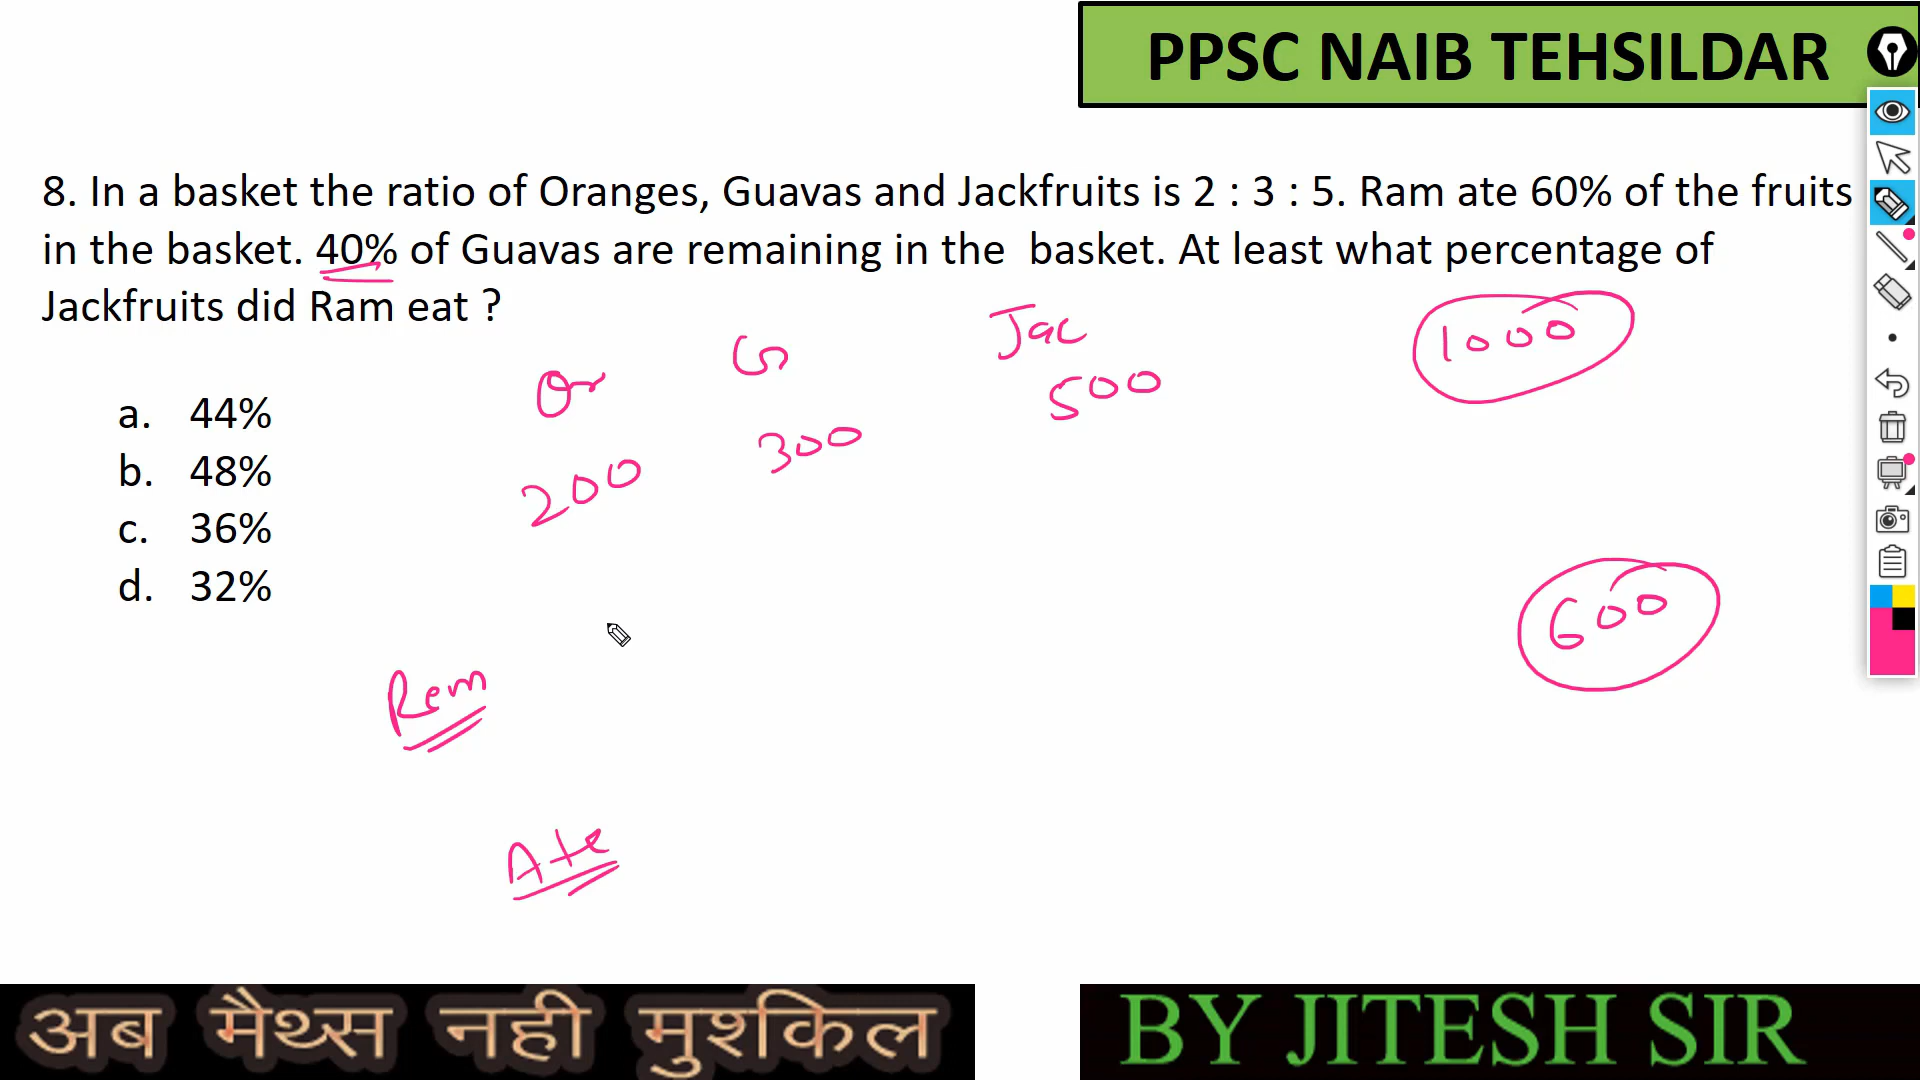 PPSC NAIB TEHSILDAR
8. In a basket the ratio of Oranges, Guavas and Jackfruits is 2 : 3 : 5. Ram ate 60% of the fruits
in the basket. 40% of Guavas are remaining in the basket. At least what percentage of
Jackfruits did Ram eat ?
Or G Jac 1000
200 300 500
a. 44%
b. 48%
c. 36%
d. 32%
600
Rem
Ate
अब मैथ्स नही मुश्किल
BY JITESH SIR